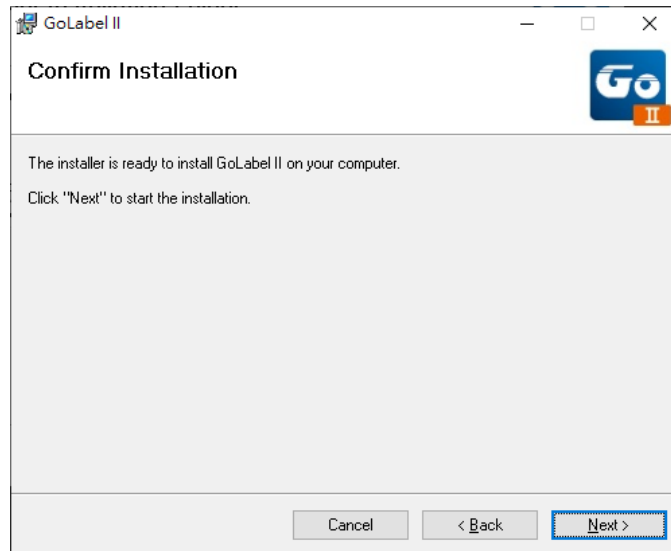 GoLabel II
Confirm Installation
Go
II
The installer is ready to install GoLabel II on your computer.
Click "Next" to start the installation.
Cancel
< Back
Next >